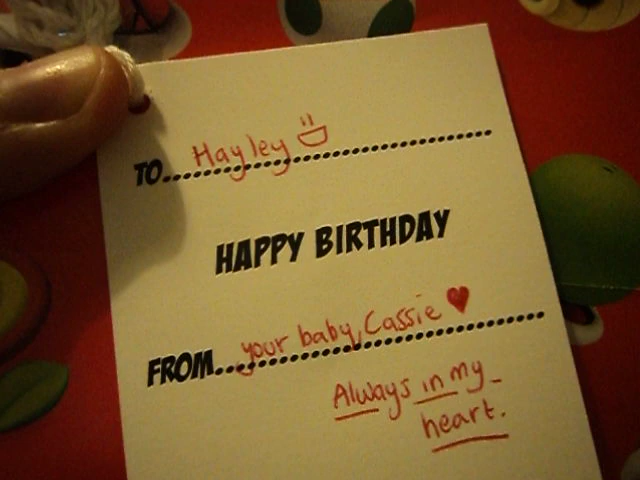 TO Hayley
HAPPY BIRTHDAY
FROM your baby, Cassie ♥
Always in my
heart.